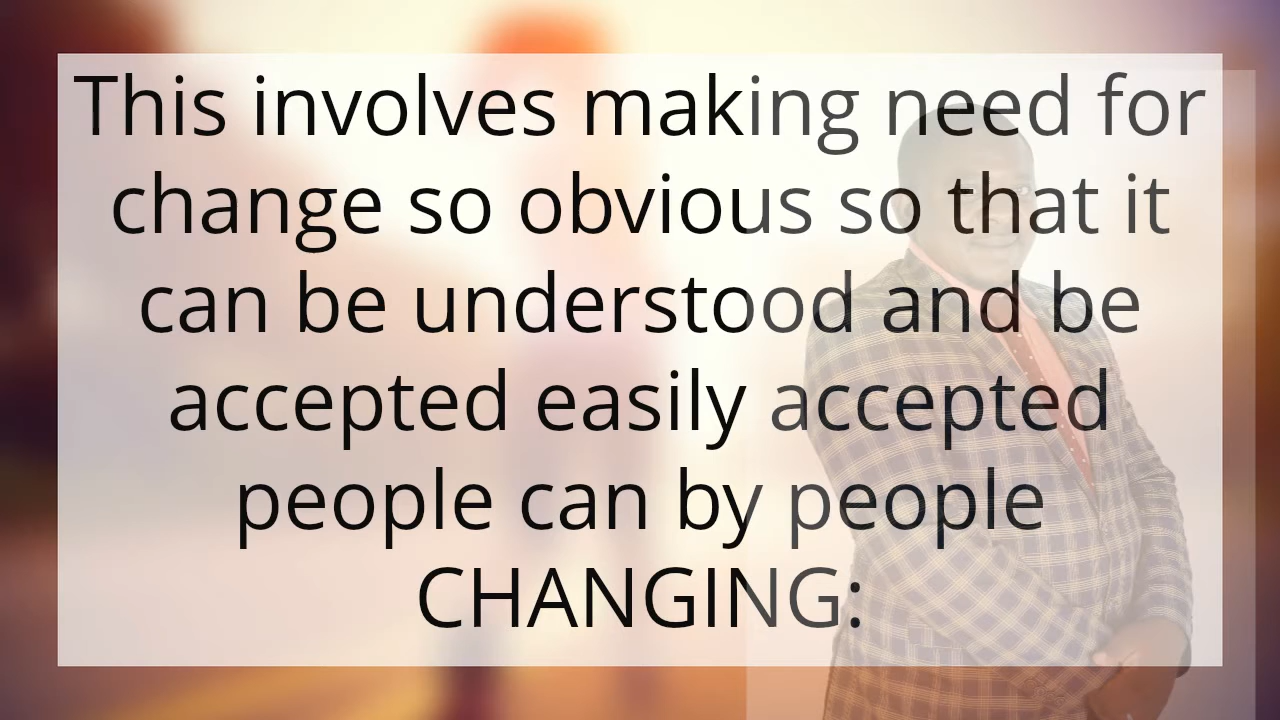 This involves making need for
change so obvious so that it
can be understood and be
accepted easily accepted
people can by people
CHANGING: